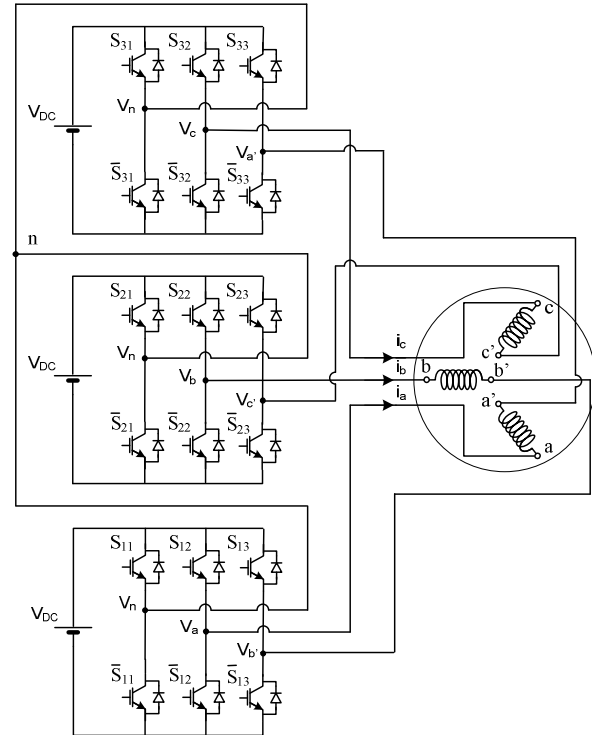 S31 S32 S33
Vn
VDC
Vc
Va'
S̅31 S̅32 S̅33
n
S21 S22 S23
Vn
VDC
Vb
Vc'
S̅21 S̅22 S̅23
ic
ib
ia
c
c'
b b'
a'
a
S11 S12 S13
Vn
VDC
Va
Vb'
S̅11 S̅12 S̅13